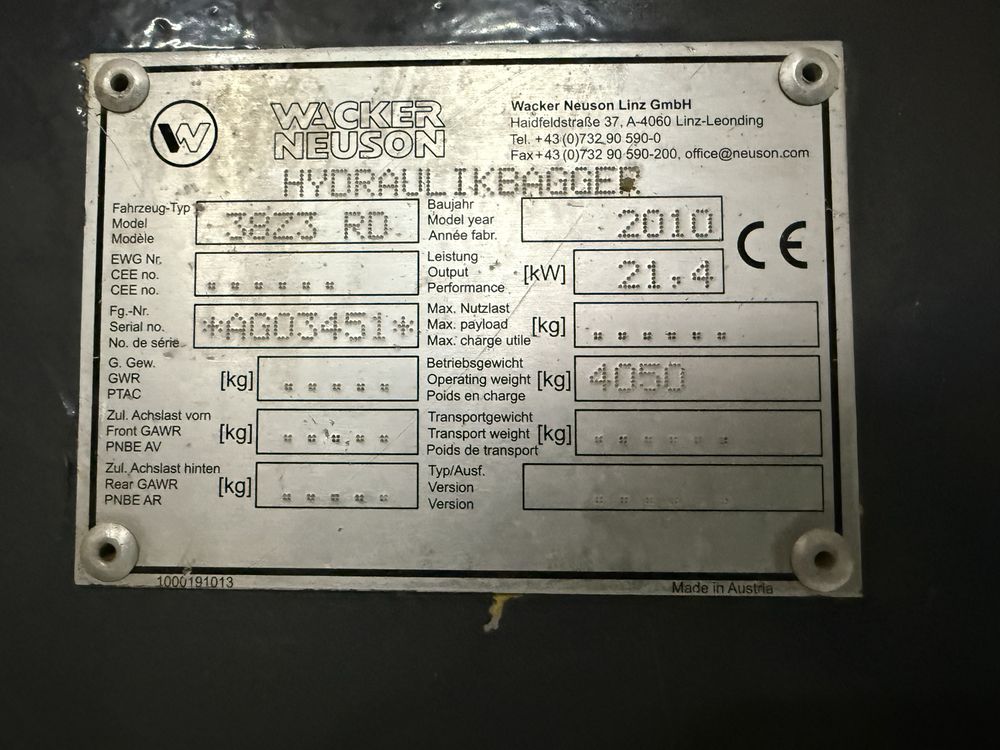 W
WACKER
NEUSON
Wacker Neuson Linz GmbH
Haidfeldstraße 37, A-4060 Linz-Leonding
Tel. +43(0)732 90 590-0
Fax+43(0)732 90 590-200, office@neuson.com
HYDRAULIKBAGGER
Fahrzeug-Typ
Model
Modèle
38Z3 RD
Baujahr
Model year
Année fabr.
2010
EWG Nr.
CEE no.
CEE no.
......
Leistung
Output
Performance
[kW]
21.4
Fg.-Nr.
Serial no.
No. de série
*AG03451*
Max. Nutzlast
Max. payload
Max. charge utile
[kg]
......
G. Gew.
GWR
PTAC
[kg]
.....
Betriebsgewicht
Operating weight
Poids en charge
[kg]
4050
Zul. Achslast vorn
Front GAWR
PNBE AV
[kg]
.....
Transportgewicht
Transport weight
Poids de transport
[kg]
......
Zul. Achslast hinten
Rear GAWR
PNBE AR
[kg]
.....
Typ/Ausf.
Version
Version
......
CE
1000191013
Made in Austria